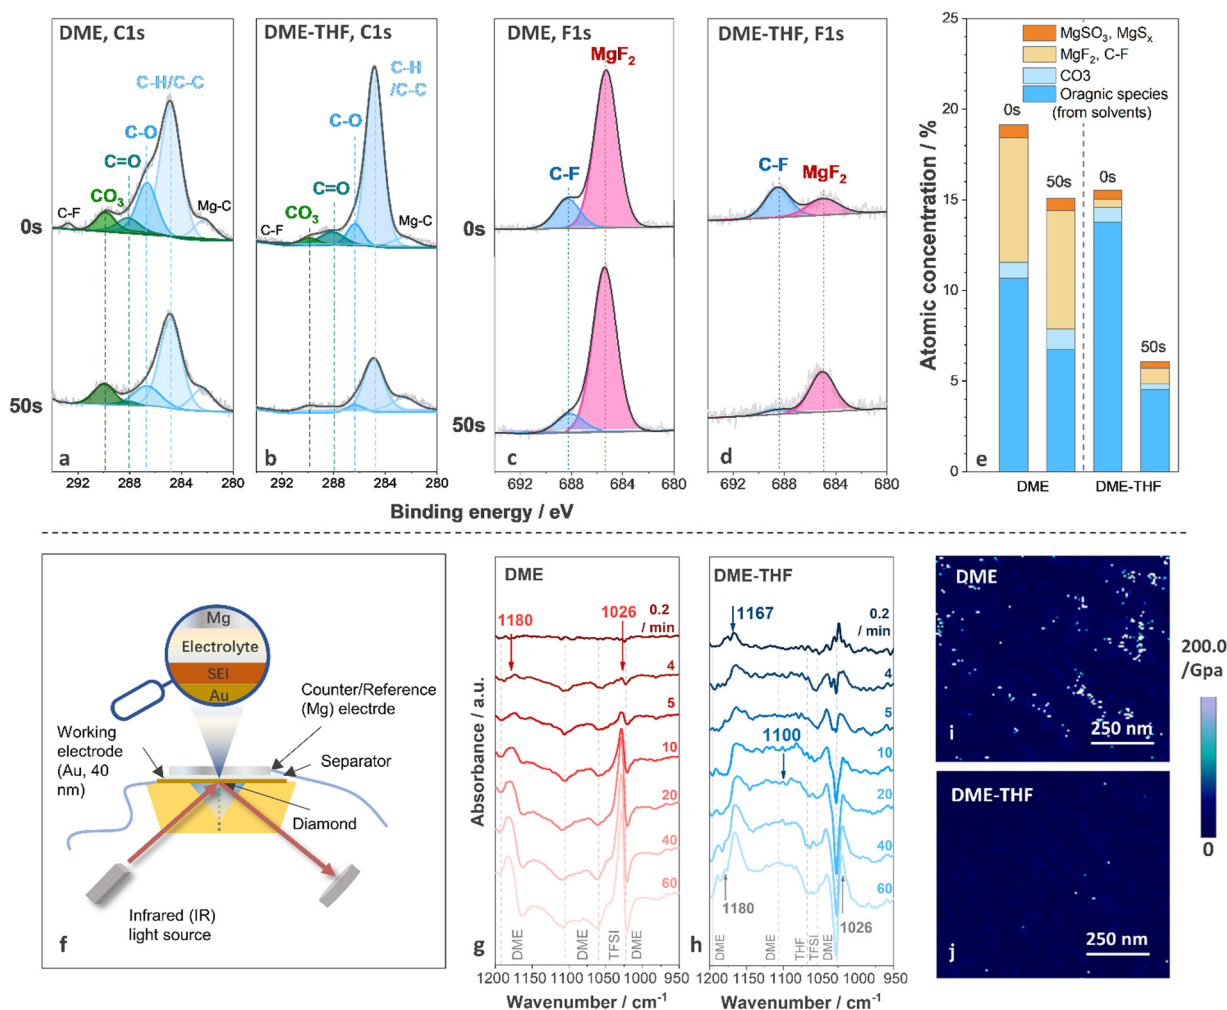 DME, C1s
C-H/C-C
C-O
C=O
CO3
C-F
Mg-C
0s
50s
a
292 288 284 280
DME-THF, C1s
C-H
/C-C
C-O
C=O
CO3
C-F
Mg-C
b
292 288 284 280
DME, F1s
MgF2
C-F
0s
50s
c
692 688 684 680
DME-THF, F1s
C-F
MgF2
d
692 688 684 680
Binding energy / eV
Atomic concentration / %
25
20
15
10
5
0
MgSO3, MgSx
MgF2, C-F
CO3
Oragnic species
(from solvents)
0s
50s
0s
50s
e
DME DME-THF
Mg
Electrolyte
SEI
Au
Counter/Reference
(Mg) electrde
Working
electrode
(Au, 40
nm)
Separator
Diamond
Infrared (IR)
light source
f
Absorbance / a.u.
DME
1180
1026
0.2
/ min
4
5
10
20
40
60
g
DME
DME
TFSI
DME
1200 1150 1100 1050 1000 950
Wavenumber / cm-1
DME-THF
1167
0.2
/ min
4
5
1100
10
20
40
60
1180
1026
h
DME
DME
THF
TFSI
DME
1200 1150 1100 1050 1000 950
Wavenumber / cm-1
DME
i
250 nm
DME-THF
j
250 nm
200.0
/Gpa
0